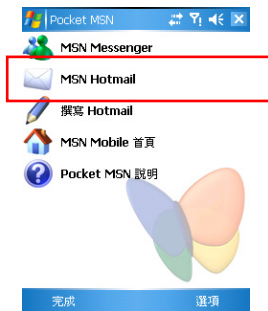 Pocket MSN
MSN Messenger
MSN Hotmail
撰寫 Hotmail
MSN Mobile 首頁
Pocket MSN 說明
完成 選項